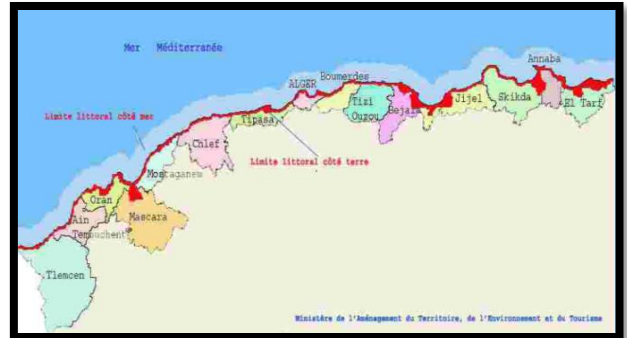 Mer Méditerranée
Annaba
ALGER
Boumerdes
Limite littoral côté mer
Tipasa
Tizi
Ouzou
Bejaia
Jijel
Skikda
El Tarf
Chlef
Limite littoral côté terre
Mostaganem
Oran
Mascara
Ain
Temouchent
Tlemcen
Ministère de l'Aménagement du Territoire, de l'Environnement et du Tourisme